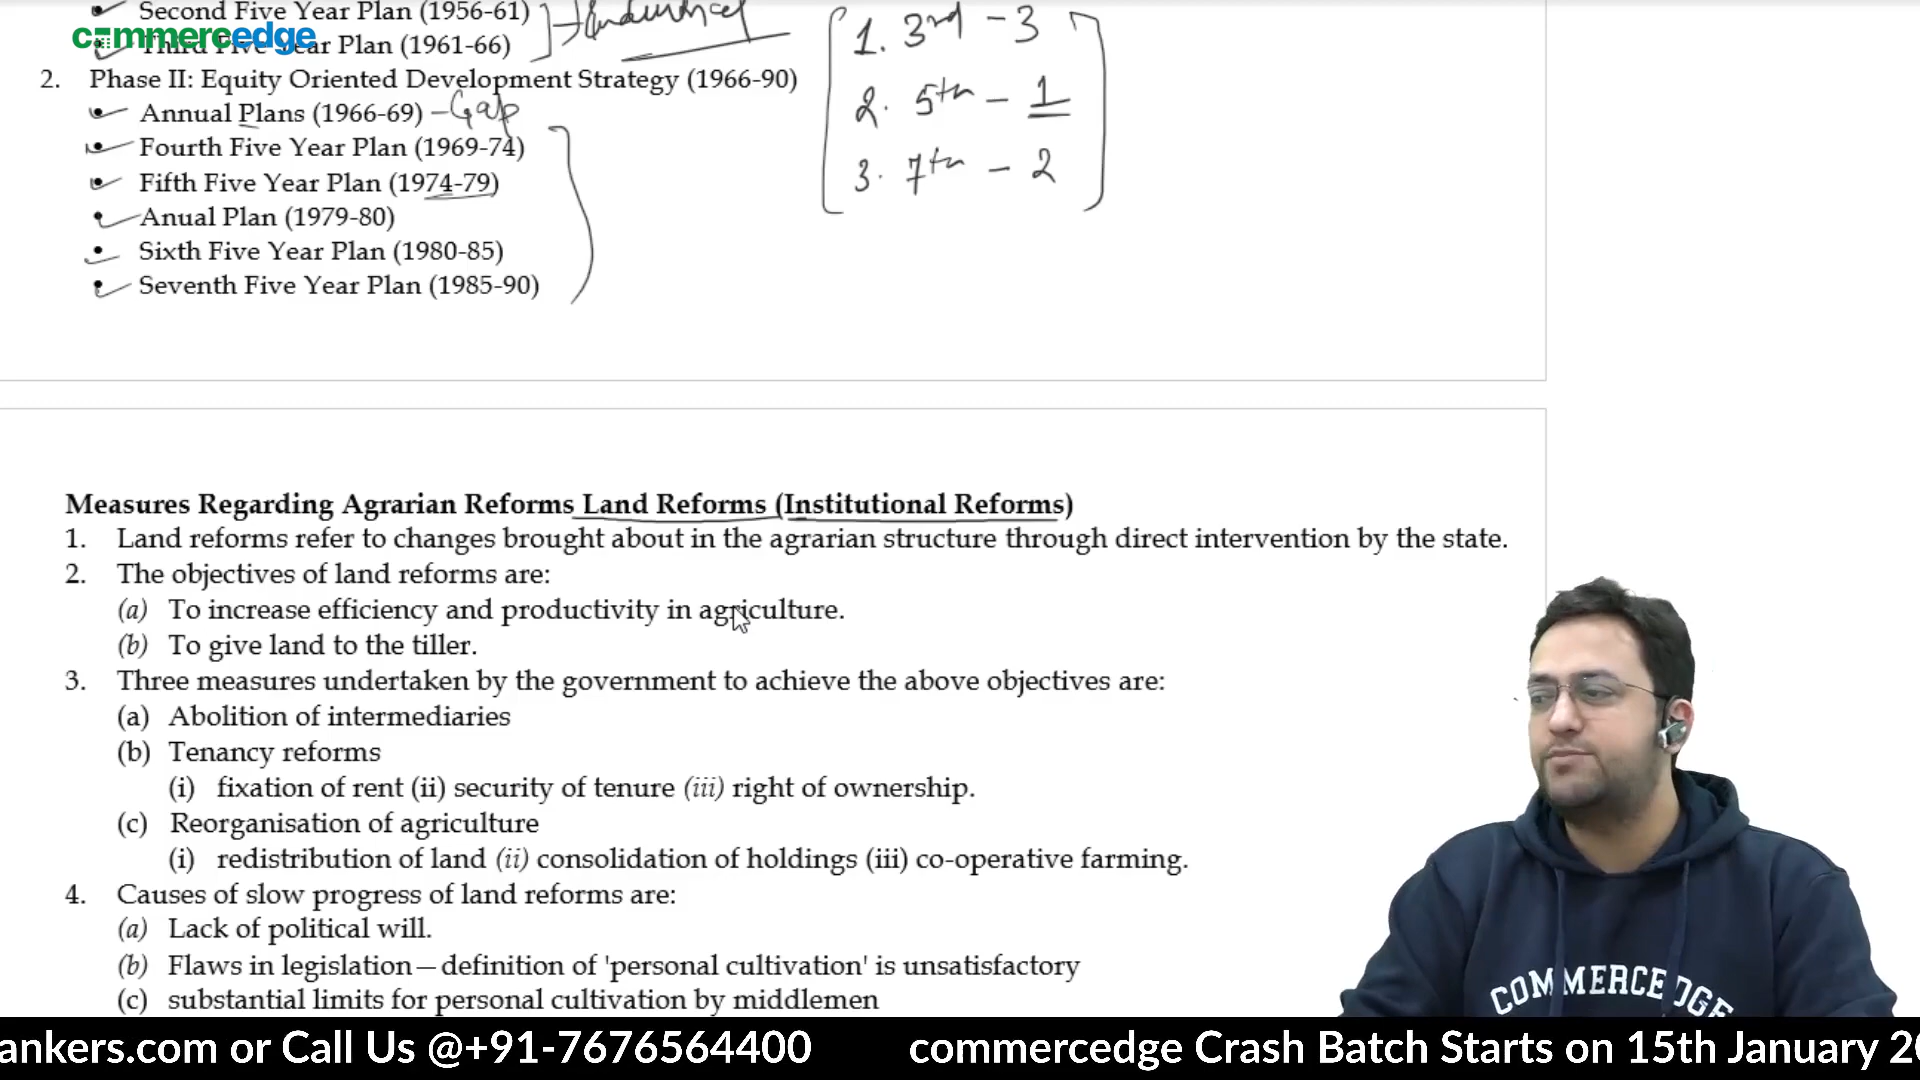 Second Five Year Plan (1956-61)
Industrial
commercedge
Third Five Year Plan (1961-66)
2. Phase II: Equity Oriented Development Strategy (1966-90)
Annual Plans (1966-69) - Gap
Fourth Five Year Plan (1969-74)
Fifth Five Year Plan (1974-79)
Anual Plan (1979-80)
Sixth Five Year Plan (1980-85)
Seventh Five Year Plan (1985-90)
1. 3rd - 3
2. 5th - 1
3. 7th - 2
Measures Regarding Agrarian Reforms Land Reforms (Institutional Reforms)
1. Land reforms refer to changes brought about in the agrarian structure through direct intervention by the state.
2. The objectives of land reforms are:
(a) To increase efficiency and productivity in agriculture.
(b) To give land to the tiller.
3. Three measures undertaken by the government to achieve the above objectives are:
(a) Abolition of intermediaries
(b) Tenancy reforms
(i) fixation of rent (ii) security of tenure (iii) right of ownership.
(c) Reorganisation of agriculture
(i) redistribution of land (ii) consolidation of holdings (iii) co-operative farming.
4. Causes of slow progress of land reforms are:
(a) Lack of political will.
(b) Flaws in legislation—definition of 'personal cultivation' is unsatisfactory
(c) substantial limits for personal cultivation by middlemen
COMMERCEDGE
ankers.com or Call Us @+91-7676564400 commercedge Crash Batch Starts on 15th January 20